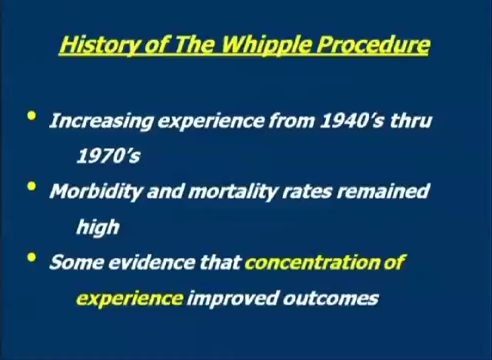 History of The Whipple Procedure
• Increasing experience from 1940's thru
1970's
• Morbidity and mortality rates remained
high
• Some evidence that concentration of
experience improved outcomes